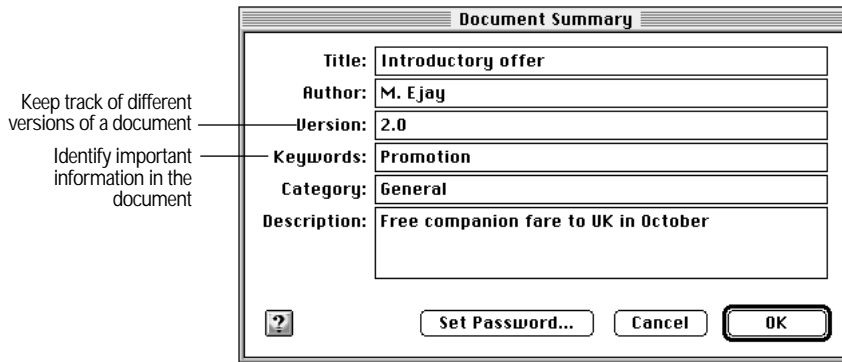 Document Summary
Title: Introductory offer
Author: M. Ejay
Keep track of different
versions of a document
Version: 2.0
Identify important
information in the
document
Keywords: Promotion
Category: General
Description: Free companion fare to UK in October
?
Set Password... Cancel OK